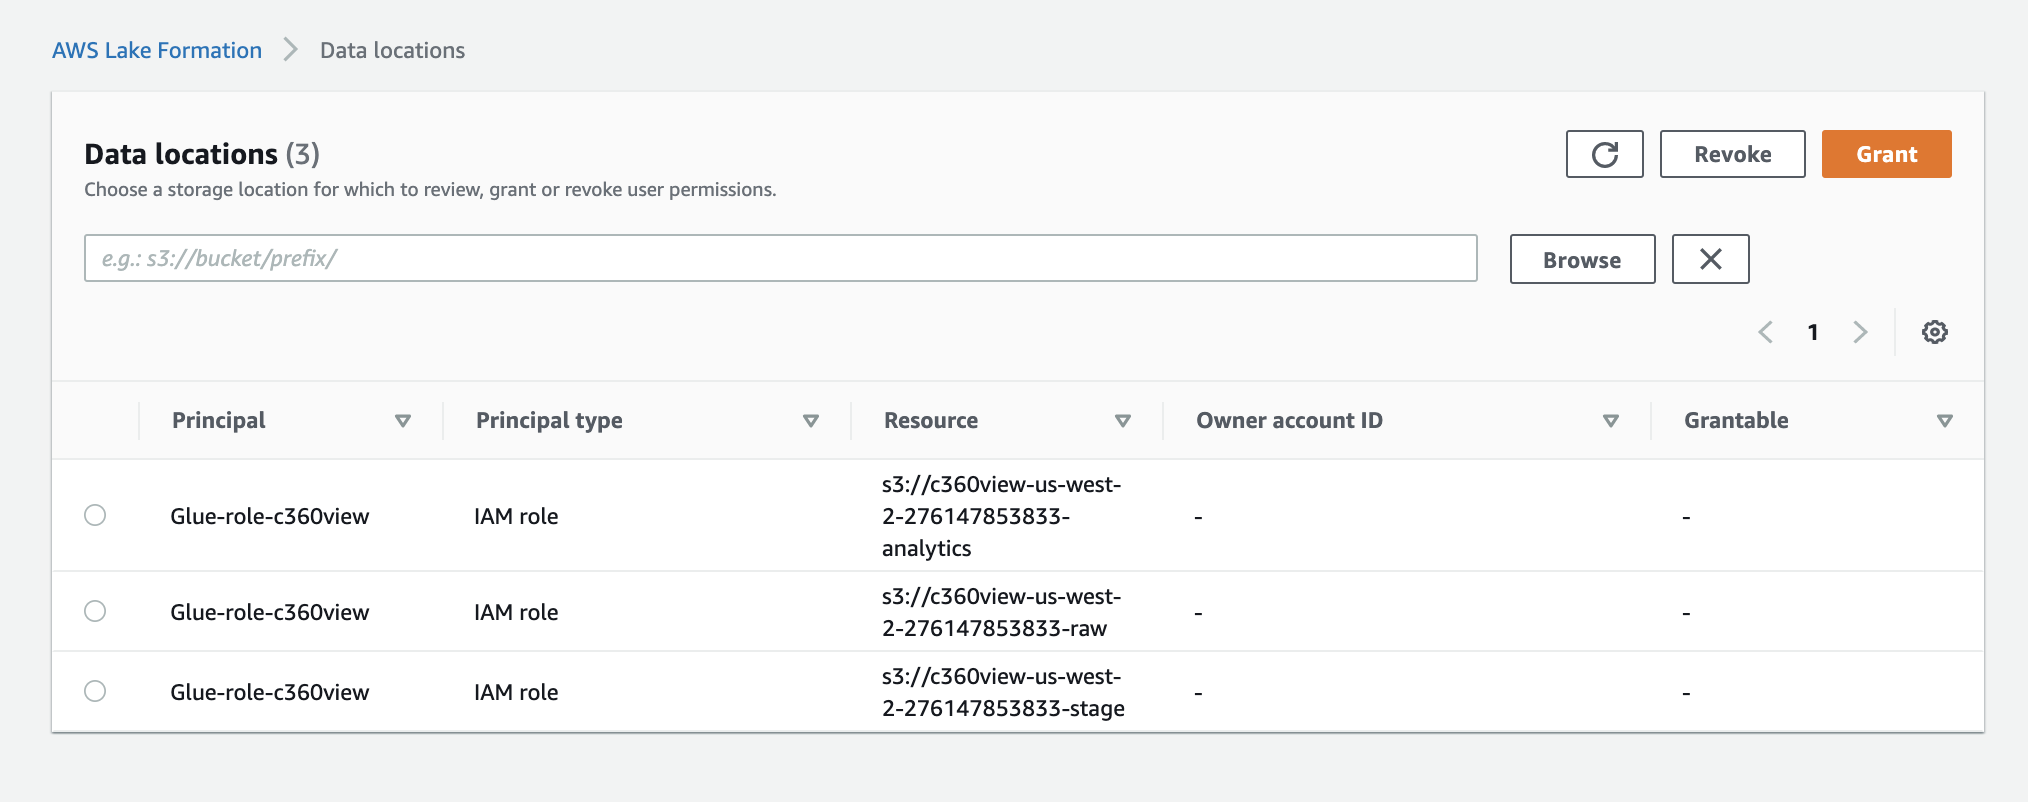 AWS Lake Formation > Data locations
Data locations (3)
Choose a storage location for which to review, grant or revoke user permissions.
Revoke
Grant
e.g.: s3://bucket/prefix/
Browse
1
Principal Principal type Resource Owner account ID Grantable
s3://c360view-us-west-
Glue-role-c360view IAM role 2-276147853833- - -
analytics
s3://c360view-us-west-
Glue-role-c360view IAM role - -
2-276147853833-raw
s3://c360view-us-west-
Glue-role-c360view IAM role - -
2-276147853833-stage